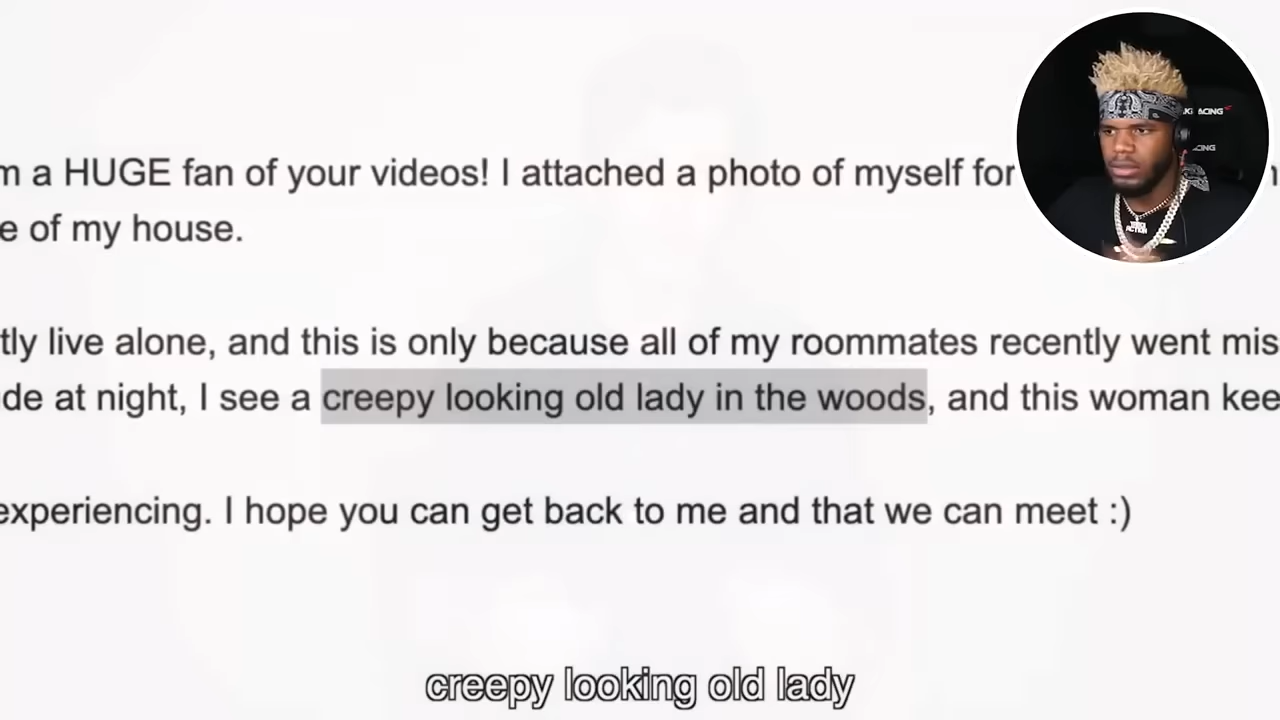 m a HUGE fan of your videos! I attached a photo of myself for
e of my house.
tly live alone, and this is only because all of my roommates recently went mis
de at night, I see a creepy looking old lady in the woods, and this woman kee
experiencing. I hope you can get back to me and that we can meet :)
creepy looking old lady